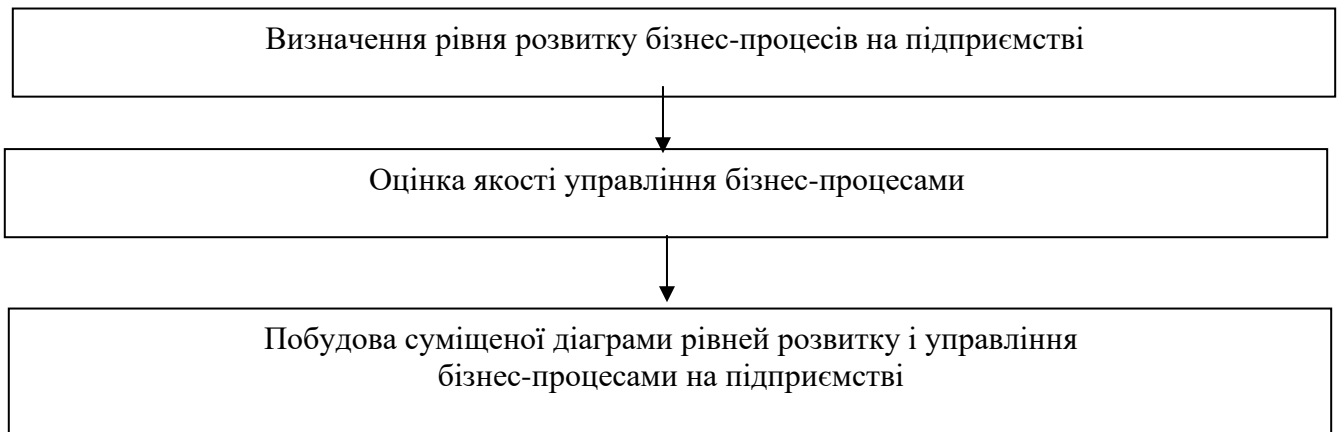 Визначення рівня розвитку бізнес-процесів на підприємстві
Оцінка якості управління бізнес-процесами
Побудова суміщеної діаграми рівней розвитку і управління
бізнес-процесами на підприємстві